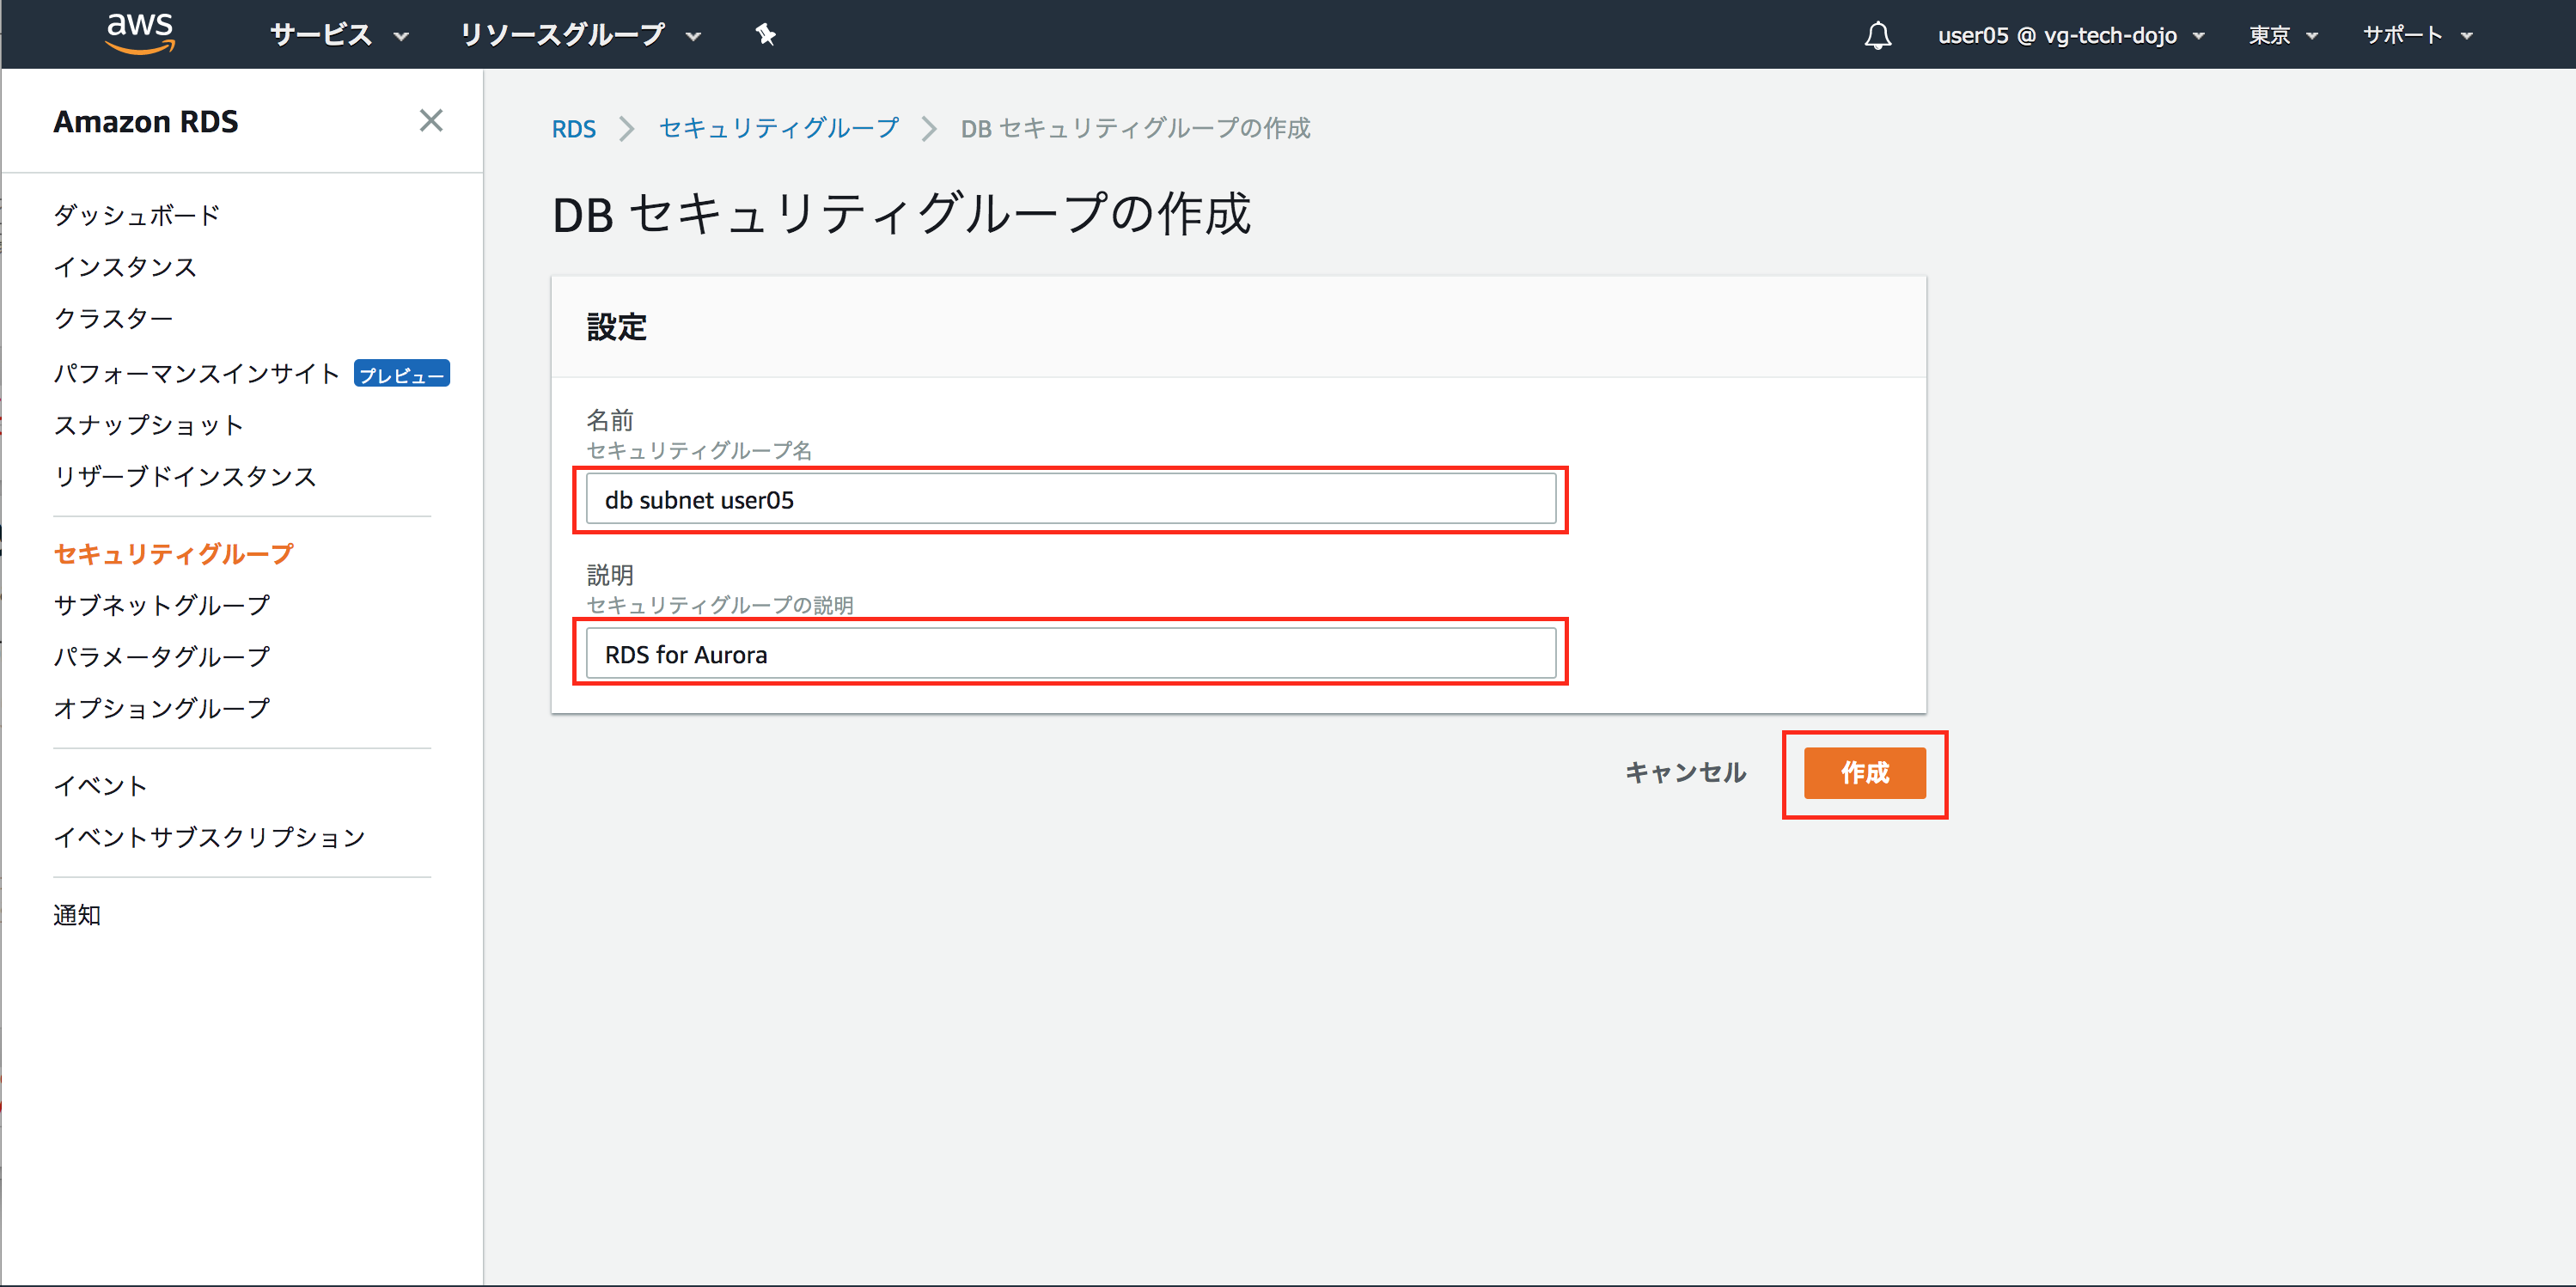 aws
サービス
リソースグループ
user05 @ vg-tech-dojo
東京
サポート
Amazon RDS
ダッシュボード
インスタンス
クラスター
パフォーマンスインサイト プレビュー
スナップショット
リザーブドインスタンス
セキュリティグループ
サブネットグループ
パラメータグループ
オプショングループ
イベント
イベントサブスクリプション
通知
RDS > セキュリティグループ > DB セキュリティグループの作成
DB セキュリティグループの作成
設定
名前
セキュリティグループ名
db subnet user05
説明
セキュリティグループの説明
RDS for Aurora
キャンセル
作成